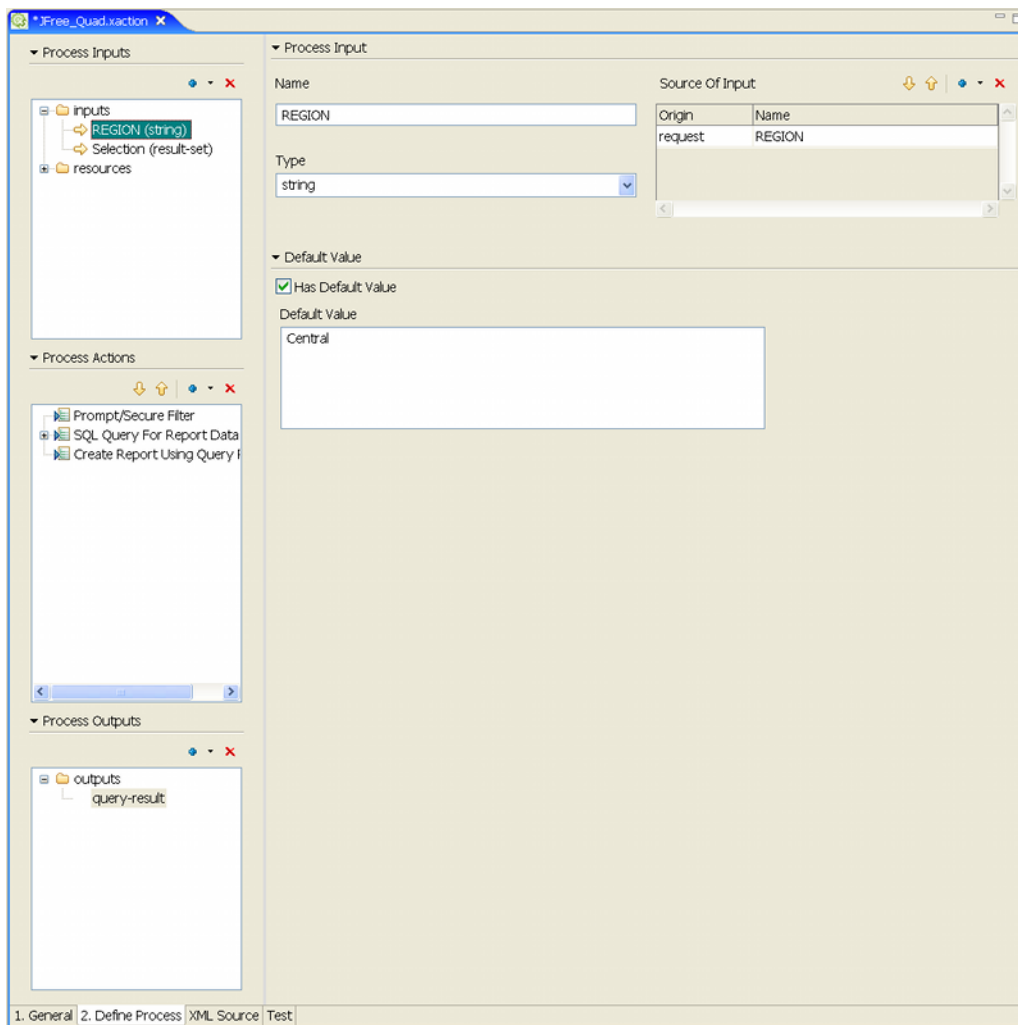 *JFree_Quad.xaction
Process Inputs
inputs
REGION (string)
Selection (result-set)
resources
Process Actions
Prompt/Secure Filter
SQL Query For Report Data
Create Report Using Query
Process Outputs
outputs
query-result
Process Input
Name
REGION
Type
string
Source Of Input
Origin Name
request REGION
Default Value
Has Default Value
Default Value
Central
1. General 2. Define Process XML Source Test